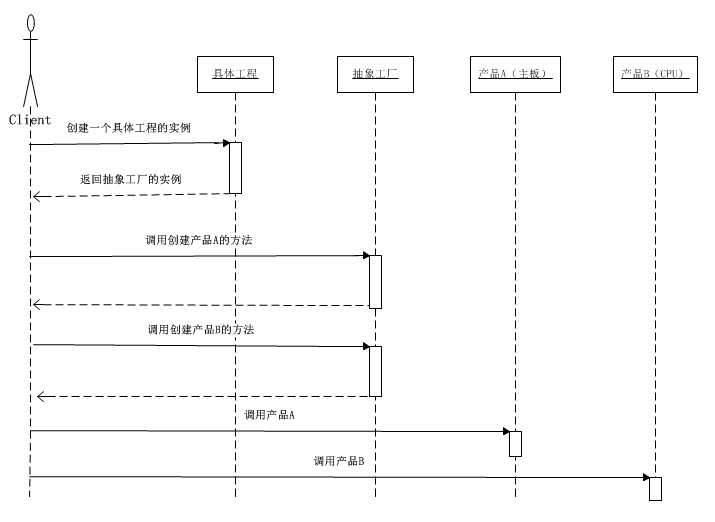 具体工程
抽象工厂
产品A（主板）
产品B（CPU）
Client
创建一个具体工程的实例
返回抽象工厂的实例
调用创建产品A的方法
调用创建产品B的方法
调用产品A
调用产品B